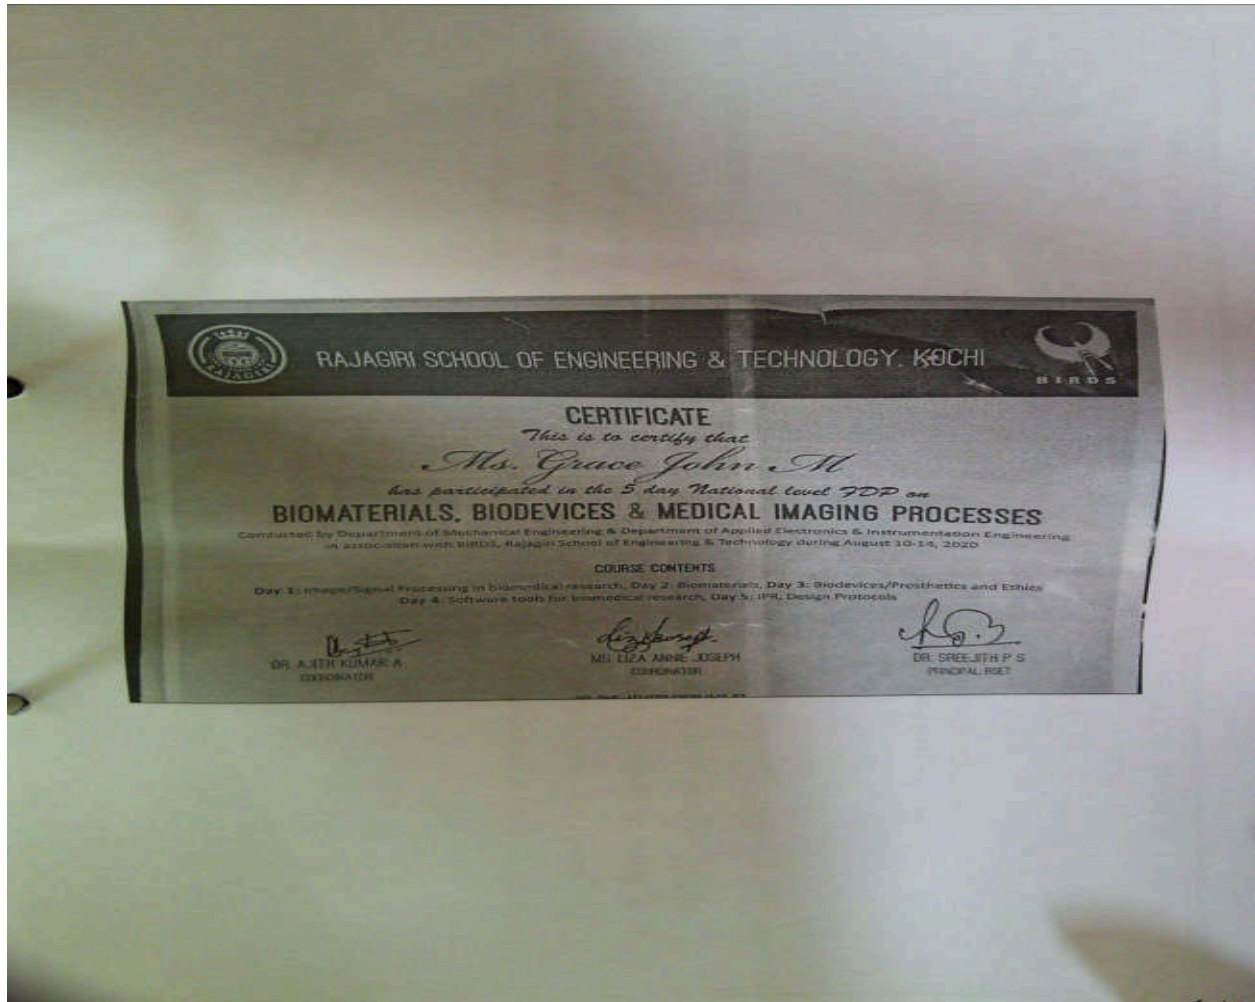 RAJAGIRI SCHOOL OF ENGINEERING & TECHNOLOGY, KOCHI
RAJAGIRI
BIRDS
CERTIFICATE
This is to certify that
Ms. Grace John M
has participated in the 5 day National level FDP on
BIOMATERIALS, BIODEVICES & MEDICAL IMAGING PROCESSES
Conducted by Department of Mechanical Engineering & Department of Applied Electronics & Instrumentation Engineering
in association with BIRDS, Rajagiri School of Engineering & Technology during August 10-14, 2020
COURSE CONTENTS
Day 1: Image/Signal Processing in biomedical research, Day 2: Biomaterials, Day 3: Biodevices/Prosthetics and Ethics
Day 4: Software tools for biomedical research, Day 5: IPR, Design Protocols
DR. AJITH KUMAR A
COORDINATOR
MS. LIZA ANNIE JOSEPH
COORDINATOR
DR. SREEJITH P S
PRINCIPAL, RSET